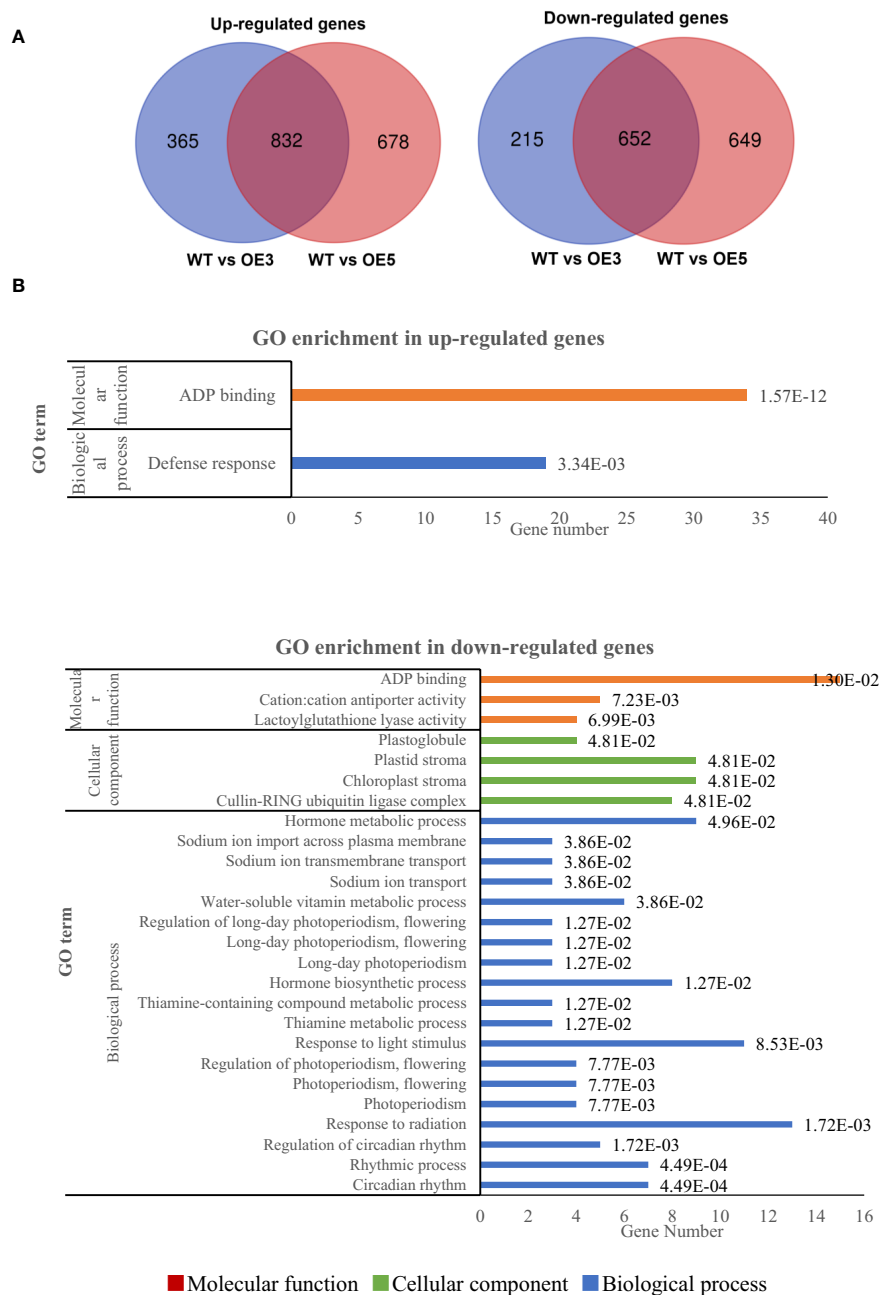 A
Up-regulated genes
Down-regulated genes
365
832
678
215
652
649
WT vs OE3
WT vs OE5
WT vs OE3
WT vs OE5
B
GO enrichment in up-regulated genes
GO term
Molecul
ar
function
ADP binding
1.57E-12
Biologic
al
process
Defense response
3.34E-03
0 5 10 15 20 25 30 35 40
Gene number
GO enrichment in down-regulated genes
GO term
Molecula
r
function
ADP binding 1.30E-02
Cation:cation antiporter activity 7.23E-03
Lactoylglutathione lyase activity 6.99E-03
Cellular
component
Plastoglobule 4.81E-02
Plastid stroma 4.81E-02
Chloroplast stroma 4.81E-02
Cullin-RING ubiquitin ligase complex 4.81E-02
Biological process
Hormone metabolic process 4.96E-02
Sodium ion import across plasma membrane 3.86E-02
Sodium ion transmembrane transport 3.86E-02
Sodium ion transport 3.86E-02
Water-soluble vitamin metabolic process 3.86E-02
Regulation of long-day photoperiodism, flowering 1.27E-02
Long-day photoperiodism, flowering 1.27E-02
Long-day photoperiodism 1.27E-02
Hormone biosynthetic process 1.27E-02
Thiamine-containing compound metabolic process 1.27E-02
Thiamine metabolic process 1.27E-02
Response to light stimulus 8.53E-03
Regulation of photoperiodism, flowering 7.77E-03
Photoperiodism, flowering 7.77E-03
Photoperiodism 7.77E-03
Response to radiation 1.72E-03
Regulation of circadian rhythm 1.72E-03
Rhythmic process 4.49E-04
Circadian rhythm 4.49E-04
0 2 4 6 8 10 12 14 16
Gene Number
Molecular function Cellular component Biological process